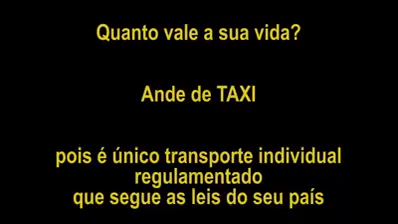 Quanto vale a sua vida?
Ande de TAXI
pois é único transporte individual
regulamentado
que segue as leis do seu país